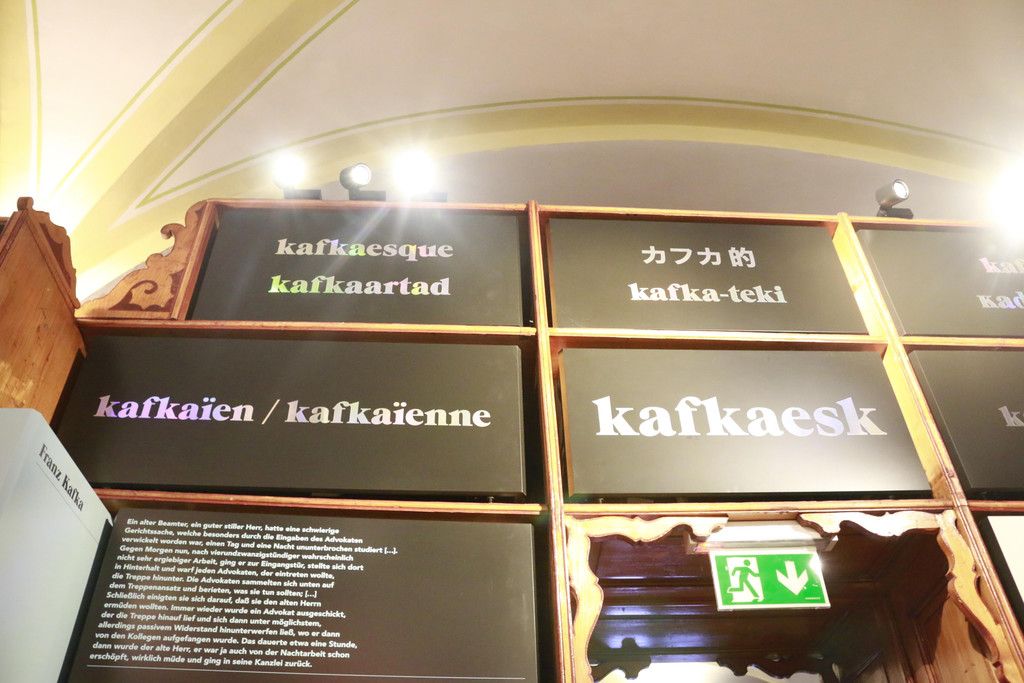 kafkaesque
kafkaartad
カフカ的
kafka-teki
kafkaïen / kafkaïenne
kafkaesk
Franz Kafka
Ein alter Beamter, ein guter stiller Herr, hatte eine schwierige
Gerichtssache, welche besonders durch die Eingaben des Advokaten
verwickelt worden war, einen Tag und eine Nacht ununterbrochen studiert [...].
Gegen Morgen nun, nach vierundzwanzigstündiger wahrscheinlich
nicht sehr ergiebiger Arbeit, ging er zur Eingangstür, stellte sich dort
in Hinterhalt und warf jeden Advokaten, der eintreten wollte,
die Treppe hinunter. Die Advokaten sammelten sich unten auf
dem Treppenansatz und berieten, was sie tun sollten; [...]
Schließlich einigten sie sich darauf, daß sie den alten Herrn
ermüden wollten. Immer wieder wurde ein Advokat ausgeschickt,
der die Treppe hinauf lief und sich dann unter möglichstem,
allerdings passivem Widerstand hinunterwerfen ließ, wo er dann
von den Kollegen aufgefangen wurde. Das dauerte etwa eine Stunde,
dann wurde der alte Herr, er war ja auch von der Nachtarbeit schon
erschöpft, wirklich müde und ging in seine Kanzlei zurück.